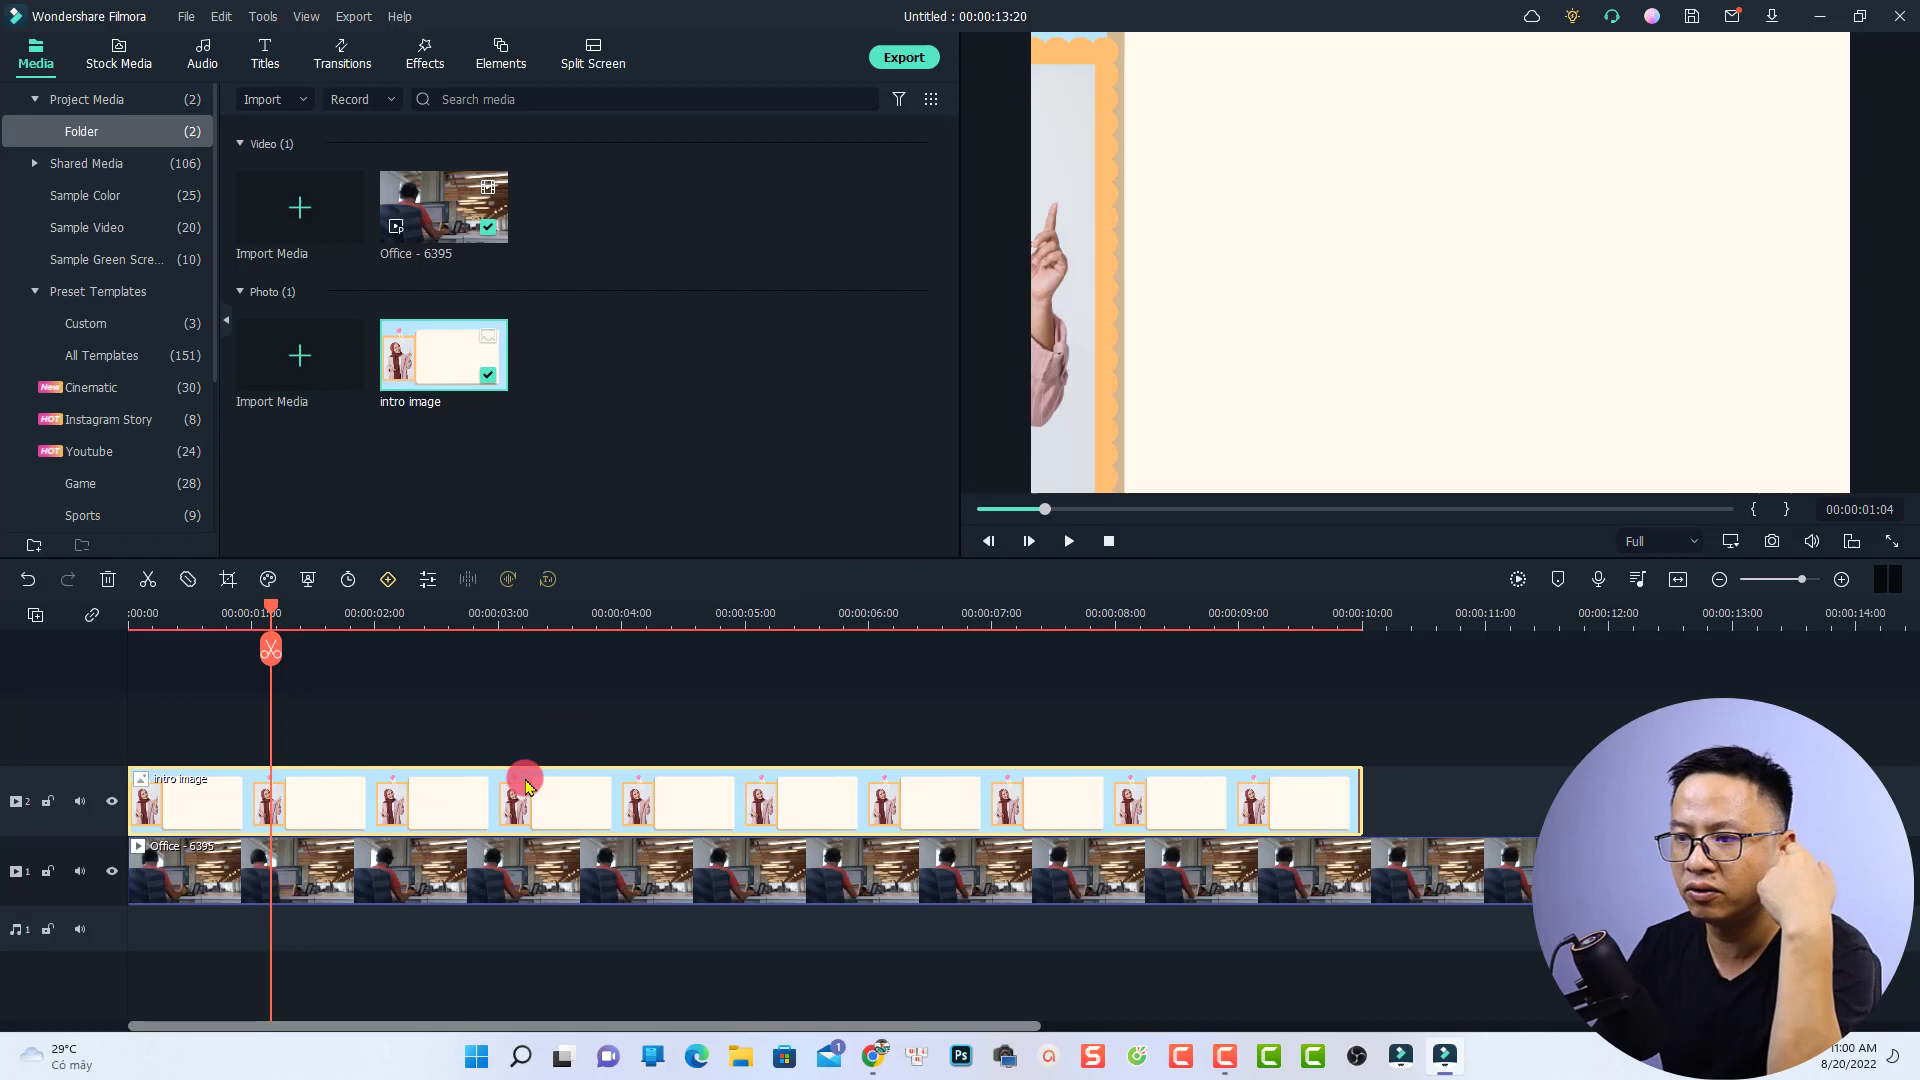 Wondershare Filmora
File Edit Tools View Export Help
Untitled : 00:00:13:20
Media
Stock Media
Audio
Titles
Transitions
Effects
Elements
Split Screen
Export
Project Media (2)
Folder (2)
Shared Media (106)
Sample Color (25)
Sample Video (20)
Sample Green Scre... (10)
Preset Templates
Custom (3)
All Templates (151)
New Cinematic (30)
HOT Instagram Story (8)
HOT Youtube (24)
Game (28)
Sports (9)
Import Record Search media
Video (1)
Import Media
Office - 6395
Photo (1)
Import Media
intro image
00:00:01:04
Full
:00:00 00:00:01:00 00:00:02:00 00:00:03:00 00:00:04:00 00:00:05:00 00:00:06:00 00:00:07:00 00:00:08:00 00:00:09:00 00:00:10:00 00:00:11:00 00:00:12:00 00:00:13:00 00:00:14:00
2
intro image
1
Office - 6395
1
29°C
Có mây
1
Ps
11:00 AM
8/20/2022